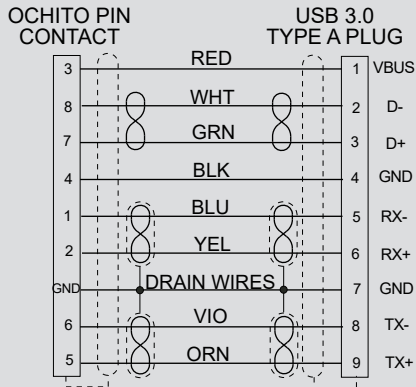 OCHITO PIN CONTACT
USB 3.0 TYPE A PLUG
3 RED 1 VBUS
8 WHT 2 D-
7 GRN 3 D+
4 BLK 4 GND
1 BLU 5 RX-
2 YEL 6 RX+
GND DRAIN WIRES 7 GND
6 VIO 8 TX-
5 ORN 9 TX+